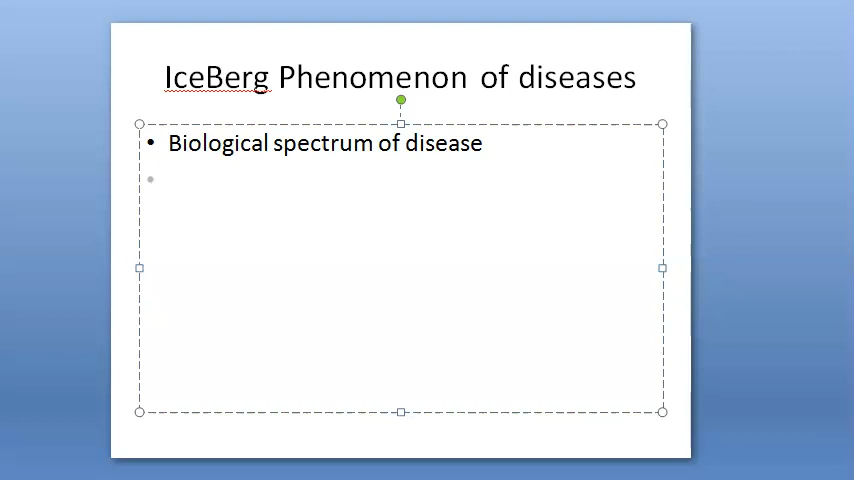 IceBerg Phenomenon of diseases
• Biological spectrum of disease